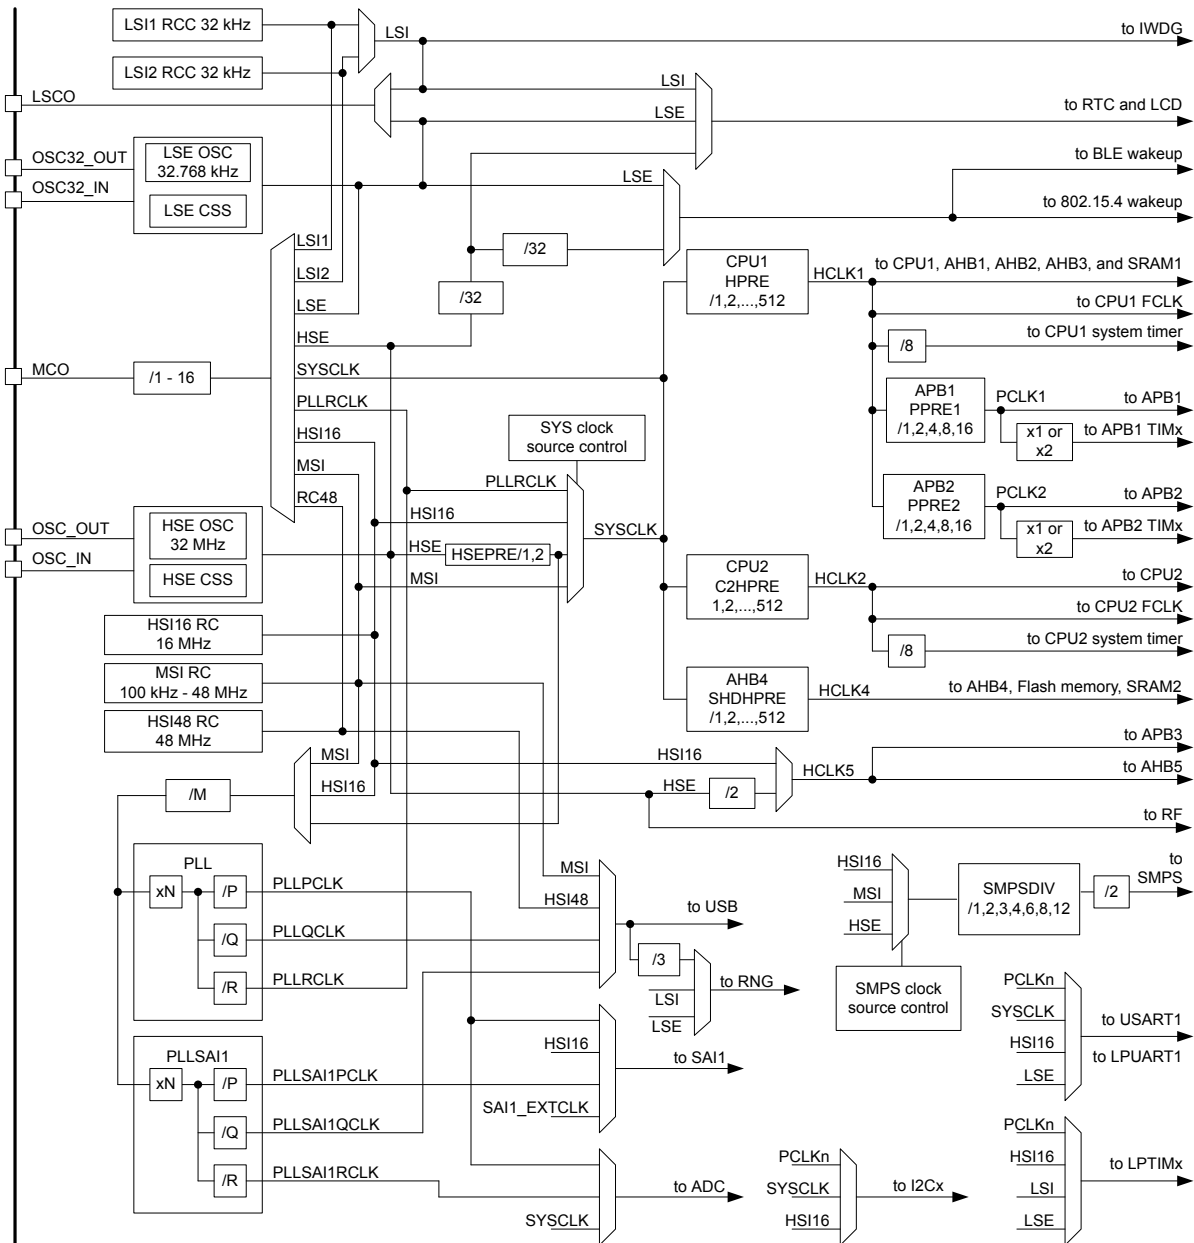 LSI1 RCC 32 kHz
LSI
to IWDG
LSI2 RCC 32 kHz
LSCO
LSI
LSE
to RTC and LCD
OSC32_OUT
LSE OSC
32.768 kHz
OSC32_IN
LSE CSS
LSE
to BLE wakeup
to 802.15.4 wakeup
LSI1
LSI2
LSE
HSE
SYSCLK
PLLRCLK
HSI16
MSI
RC48
/32
/32
MCO
/1 - 16
CPU1
HPRE
/1,2,...,512
HCLK1
to CPU1, AHB1, AHB2, AHB3, and SRAM1
to CPU1 FCLK
/8
to CPU1 system timer
APB1
PPRE1
/1,2,4,8,16
PCLK1
to APB1
x1 or
x2
to APB1 TIMx
APB2
PPRE2
/1,2,4,8,16
PCLK2
to APB2
x1 or
x2
to APB2 TIMx
SYS clock
source control
PLLRCLK
HSI16
HSE
HSEPRE/1,2
MSI
SYSCLK
OSC_OUT
HSE OSC
32 MHz
OSC_IN
HSE CSS
CPU2
C2HPRE
1,2,...,512
HCLK2
to CPU2
to CPU2 FCLK
/8
to CPU2 system timer
HSI16 RC
16 MHz
MSI RC
100 kHz - 48 MHz
HSI48 RC
48 MHz
AHB4
SHDHPRE
/1,2,...,512
HCLK4
to AHB4, Flash memory, SRAM2
MSI
HSI16
/M
HSI16
HSE
/2
HCLK5
to APB3
to AHB5
to RF
PLL
xN
/P
PLLPCLK
/Q
PLLQCLK
/R
PLLRCLK
MSI
HSI48
to USB
/3
LSI
LSE
to RNG
HSI16
MSI
HSE
SMPSDIV
/1,2,3,4,6,8,12
/2
to
SMPS
SMPS clock
source control
PLLSAI1
xN
/P
PLLSAI1PCLK
/Q
PLLSAI1QCLK
/R
PLLSAI1RCLK
HSI16
SAI1_EXTCLK
to SAI1
SYSCLK
to ADC
PCLKn
SYSCLK
HSI16
to I2Cx
PCLKn
SYSCLK
HSI16
LSE
to USART1
to LPUART1
PCLKn
HSI16
LSI
LSE
to LPTIMx